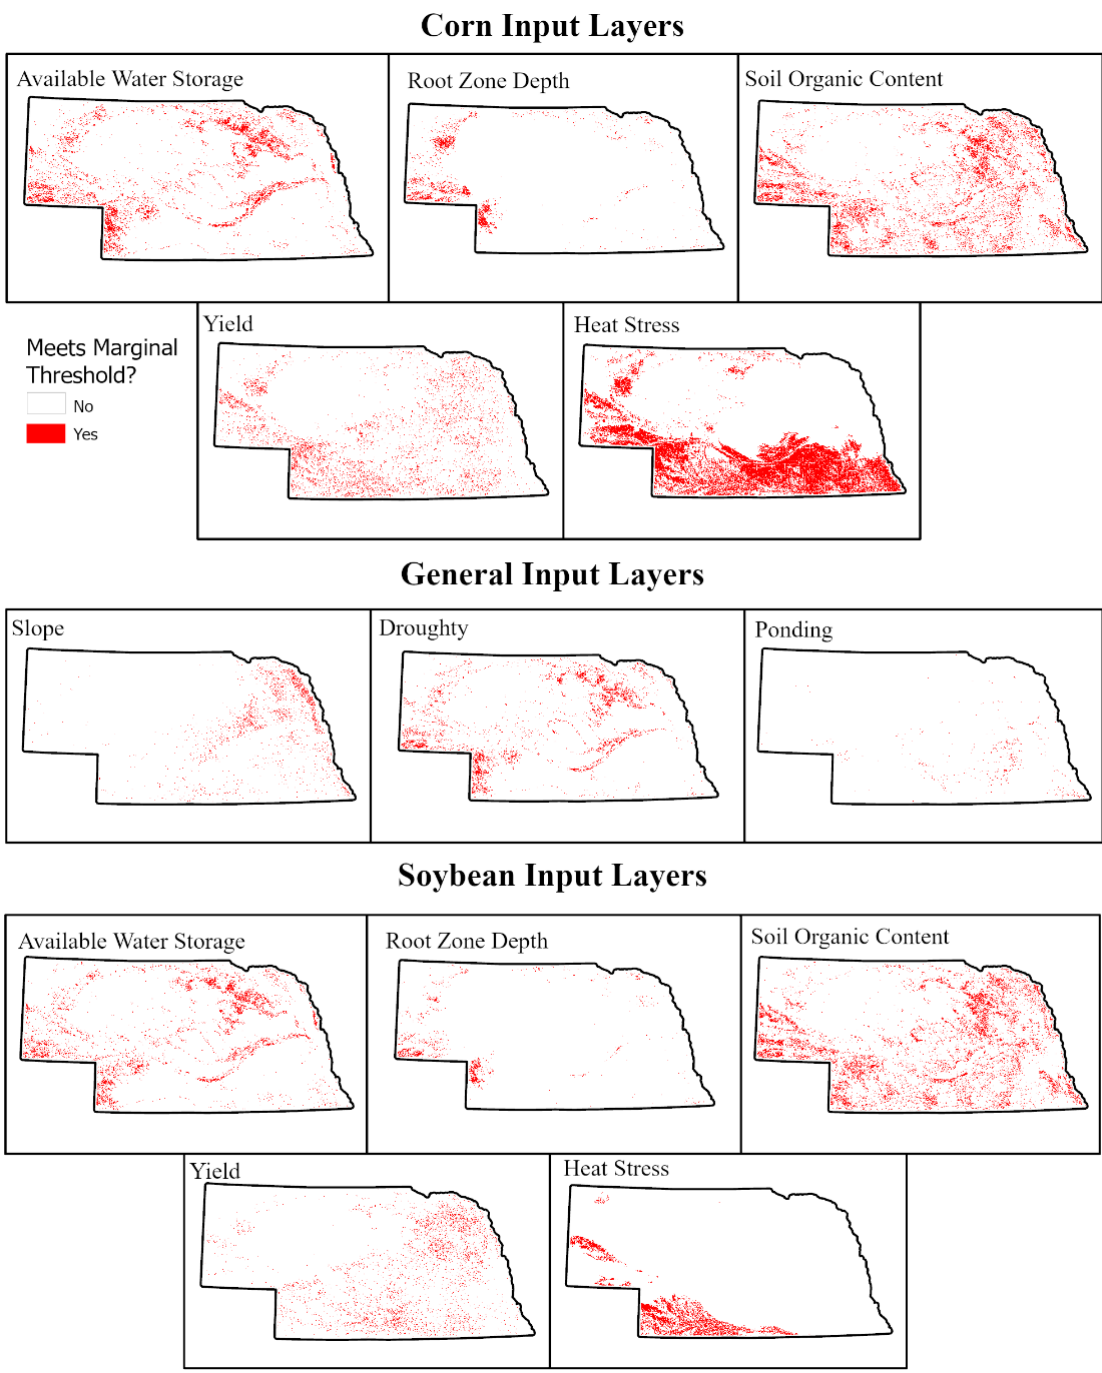 Corn Input Layers
Available Water Storage
Root Zone Depth
Soil Organic Content
Yield
Heat Stress
Meets Marginal
Threshold?
No
Yes
General Input Layers
Slope
Droughty
Ponding
Soybean Input Layers
Available Water Storage
Root Zone Depth
Soil Organic Content
Yield
Heat Stress